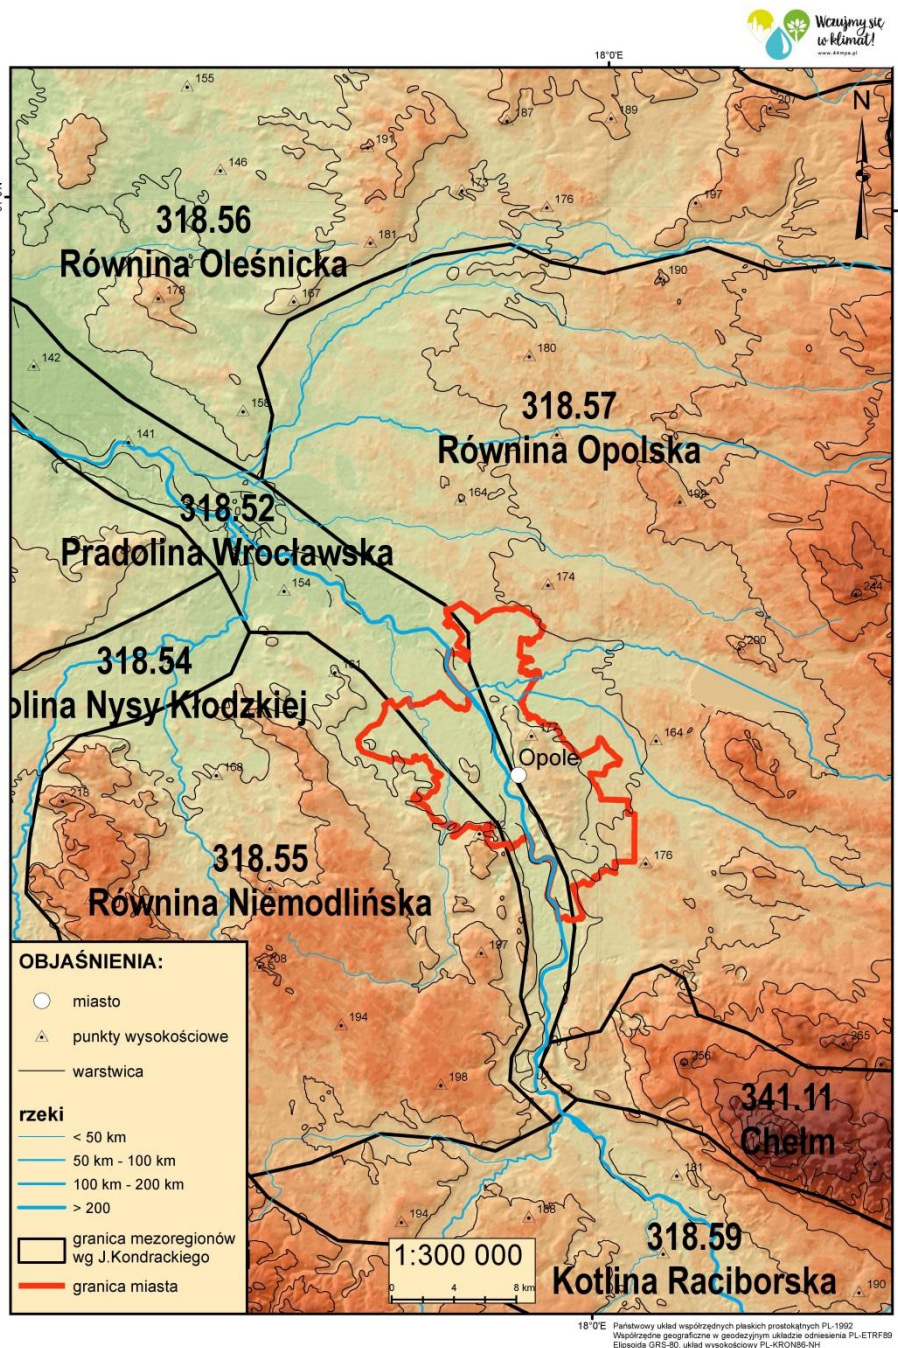 Wczujmy się
w klimat!
www.44mpa.pl
18°0'E
N
155
207
189
187
191
146
173
176
197
318.56
Równina Oleśnicka
181
190
178
167
142
180
158
318.57
Równina Opolska
141
164
199
318.52
Pradolina Wrocławska
154
174
244
200
318.54
olina Nysy Kłodzkiej
161
177
164
Opole
168
218
176
318.55
Równina Niemodlińska
197
208
194
265
256
198
341.11
Chełm
181
194
188
318.59
Kotlina Raciborska
190
OBJAŚNIENIA:
miasto
punkty wysokościowe
warstwica
rzeki
< 50 km
50 km - 100 km
100 km - 200 km
> 200
granica mezoregionów
wg J.Kondrackiego
granica miasta
1:300 000
0 4 8 km
18°0'E
Państwowy układ współrzędnych płaskich prostokątnych PL-1992
Współrzędne geograficzne w geodezyjnym układzie odniesienia PL-ETRF89
Elipsoida GRS-80, układ wysokościowy PL-KRON86-NH